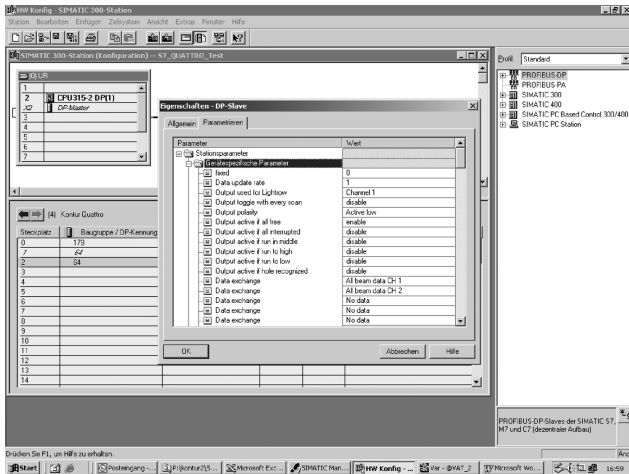 HW Konfig - SIMATIC 300-Station
Station Bearbeiten Einfügen Zielsystem Ansicht Extras Fenster Hilfe
SIMATIC 300-Station (Konfiguration) -- S7_QUATTRO_Test
(0) UR
1
2 CPU315-2 DP(1)
X2 DP-Master
3
4
5
6
7
Eigenschaften - DP-Slave
Allgemein Parametrieren
Parameter Wert
Stationsparameter
Gerätespezifische Parameter
fixed 0
Data update rate 1
Output used for Lightrow Channel 1
Output toggle with every scan disable
Output polarity Active low
Output active if all free enable
Output active if all interrupted disable
Output active if run in middle disable
Output active if run to high disable
Output active if run to low disable
Output active if hole recognized disable
Data exchange All beam data CH 1
Data exchange All beam data CH 2
Data exchange No data
Data exchange No data
Data exchange No data
Data exchange No data
OK Abbrechen Hilfe
(4) Kontur Quattro
Steckplatz Baugruppe / DP-Kennung
0 178
1 64
2 64
3
4
5
6
7
8
9
10
11
12
13
14
Profil Standard
PROFIBUS-DP
PROFIBUS-PA
SIMATIC 300
SIMATIC 400
SIMATIC PC Based Control 300/400
SIMATIC PC Station
PROFIBUS-DP-Slaves der SIMATIC S7,
M7 und C7 (dezentraler Aufbau)
Drücken Sie F1, um Hilfe zu erhalten.
Start Posteingang -... P:\kontur2\S... Microsoft Exc... SIMATIC Man... HW Konfig - ... Var - @VAT_2 Microsoft Wo... 16:59